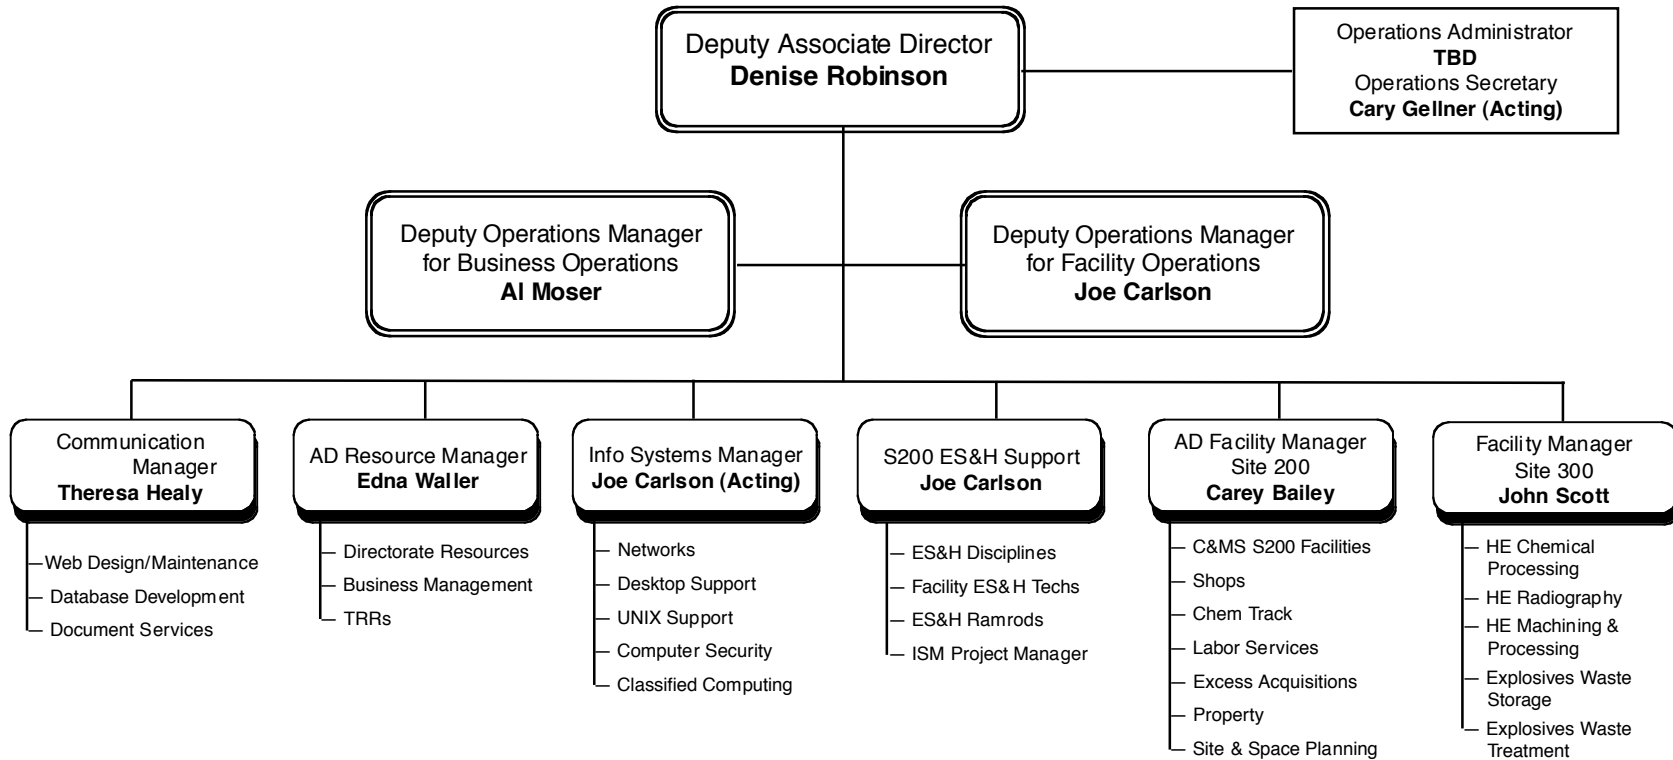 Deputy Associate Director
Denise Robinson
Operations Administrator
TBD
Operations Secretary
Cary Gellner (Acting)
Deputy Operations Manager
for Business Operations
Al Moser
Deputy Operations Manager
for Facility Operations
Joe Carlson
Communication
Manager
Theresa Healy
Web Design/Maintenance
Database Development
Document Services
AD Resource Manager
Edna Waller
Directorate Resources
Business Management
TRRs
Info Systems Manager
Joe Carlson (Acting)
Networks
Desktop Support
UNIX Support
Computer Security
Classified Computing
S200 ES&H Support
Joe Carlson
ES&H Disciplines
Facility ES&H Techs
ES&H Ramrods
ISM Project Manager
AD Facility Manager
Site 200
Carey Bailey
C&MS S200 Facilities
Shops
Chem Track
Labor Services
Excess Acquisitions
Property
Site & Space Planning
Facility Manager
Site 300
John Scott
HE Chemical
Processing
HE Radiography
HE Machining &
Processing
Explosives Waste
Storage
Explosives Waste
Treatment